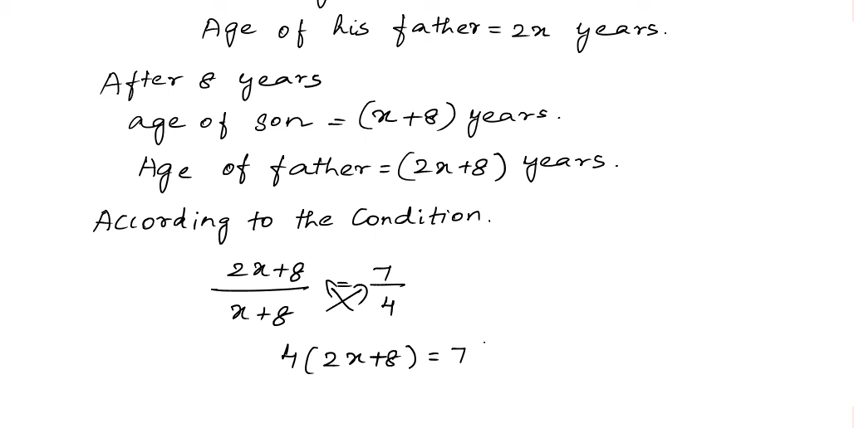 Age of his father = 2x years.
After 8 years
age of son = (x+8) years.
Age of father = (2x+8) years.
According to the Condition.
2x+8 / x+8 = 7 / 4
4(2x+8) = 7